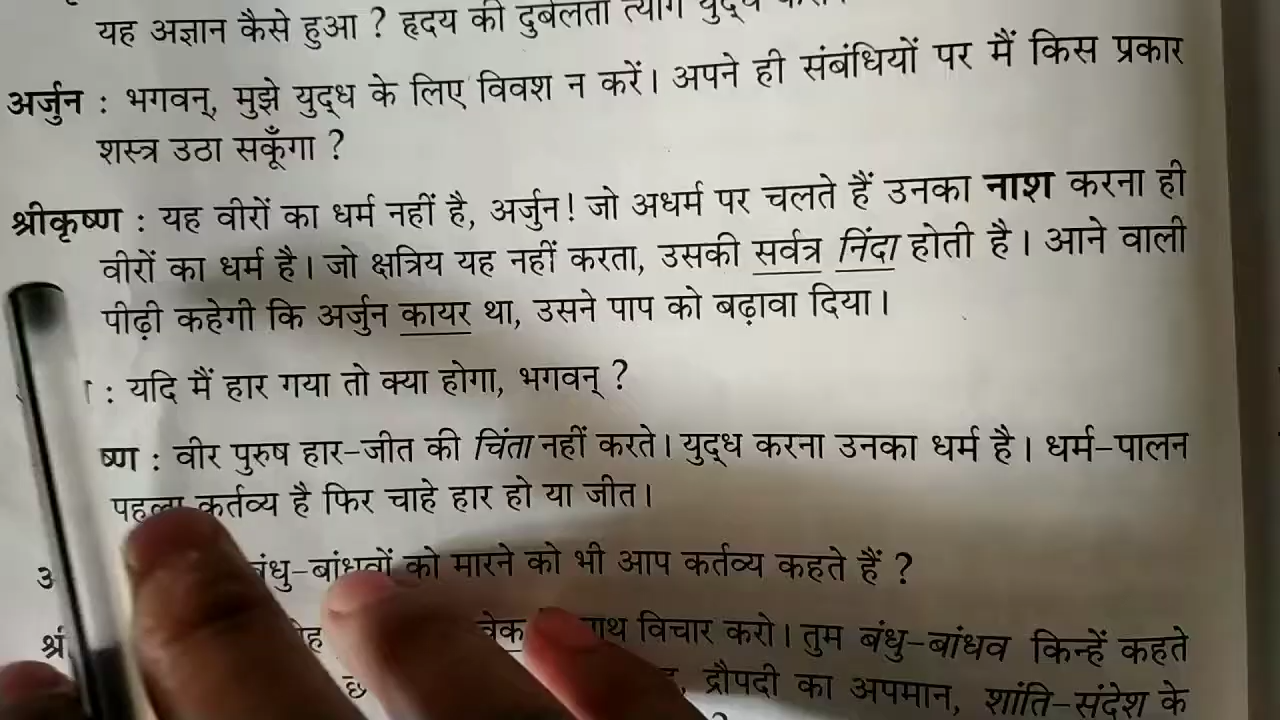 यह अज्ञान कैसे हुआ ? हृदय की दुर्बलता त्याग युद्ध
अर्जुन : भगवन्, मुझे युद्ध के लिए विवश न करें। अपने ही संबंधियों पर मैं किस प्रकार
शस्त्र उठा सकूँगा ?
श्रीकृष्ण : यह वीरों का धर्म नहीं है, अर्जुन! जो अधर्म पर चलते हैं उनका नाश करना ही
वीरों का धर्म है। जो क्षत्रिय यह नहीं करता, उसकी सर्वत्र निंदा होती है। आने वाली
पीढ़ी कहेगी कि अर्जुन कायर था, उसने पाप को बढ़ावा दिया।
: यदि मैं हार गया तो क्या होगा, भगवन् ?
ष्ण : वीर पुरुष हार-जीत की चिंता नहीं करते। युद्ध करना उनका धर्म है। धर्म-पालन
पहला कर्तव्य है फिर चाहे हार हो या जीत।
बंधु-बांधवों को मारने को भी आप कर्तव्य कहते हैं ?
विचार करो। तुम बंधु-बांधव किन्हें कहते
द्रौपदी का अपमान, शांति-संदेश के